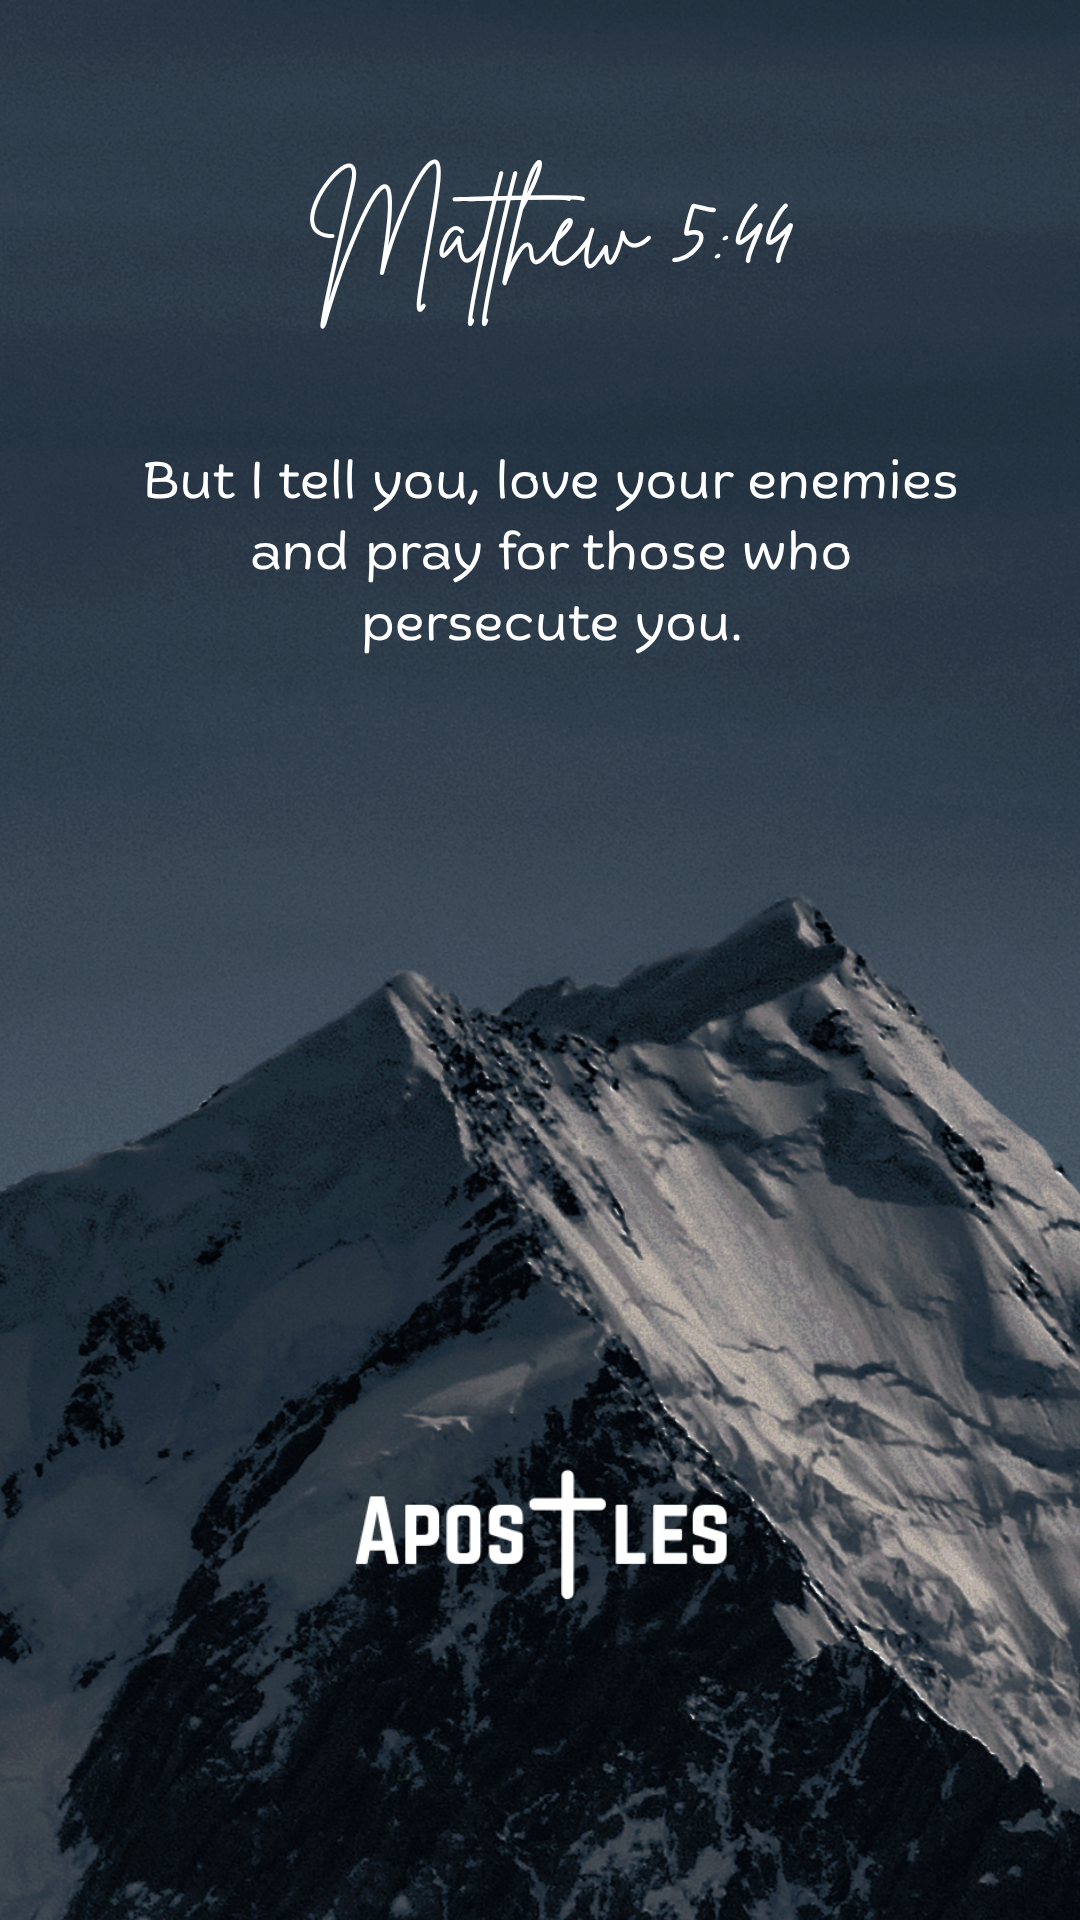 Matthew 5:44
But I tell you, love your enemies
and pray for those who
persecute you.
APOSTLES